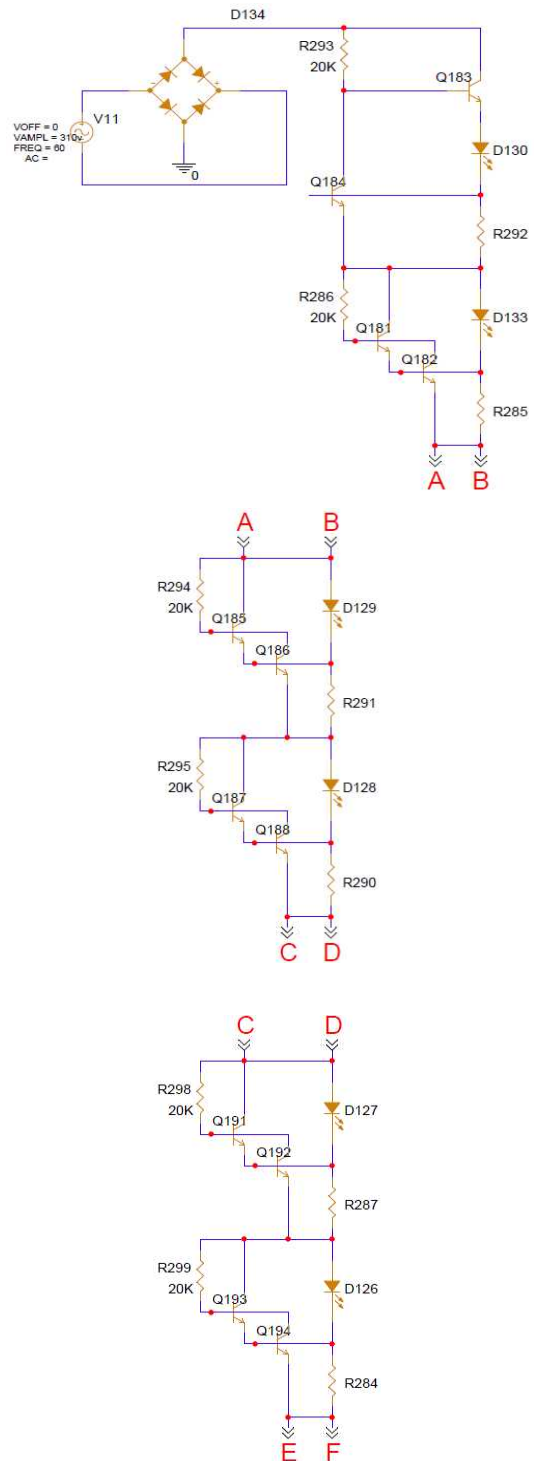 D134
R293
20K
Q183
V11
VOFF = 0
VAMPL = 310v
FREQ = 60
AC =
0
D130
Q184
R292
R286
20K
Q181
D133
Q182
R285
A B
A B
R294
20K
D129
Q185
Q186
R291
R295
20K
D128
Q187
Q188
R290
C D
C D
R298
20K
D127
Q191
Q192
R287
R299
20K
D126
Q193
Q194
R284
E F